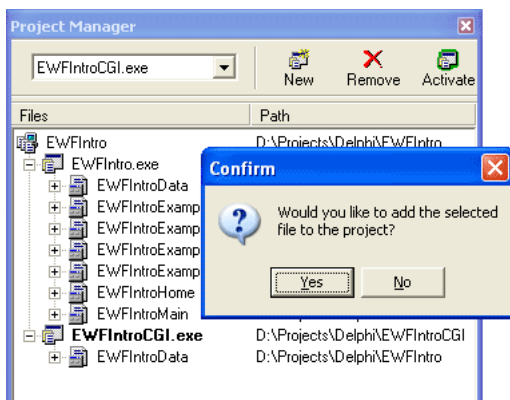 Project Manager
EWFIntroCGI.exe
New Remove Activate
Files Path
EWFIntro D:\Projects\Delphi\EWFIntro
EWFIntro.exe
EWFIntroData
EWFIntroExamp
EWFIntroExamp
EWFIntroExamp
EWFIntroExamp
EWFIntroHome
EWFIntroMain
EWFIntroCGI.exe D:\Projects\Delphi\EWFIntroCGI
EWFIntroData D:\Projects\Delphi\EWFIntro
Confirm
Would you like to add the selected
file to the project?
Yes No